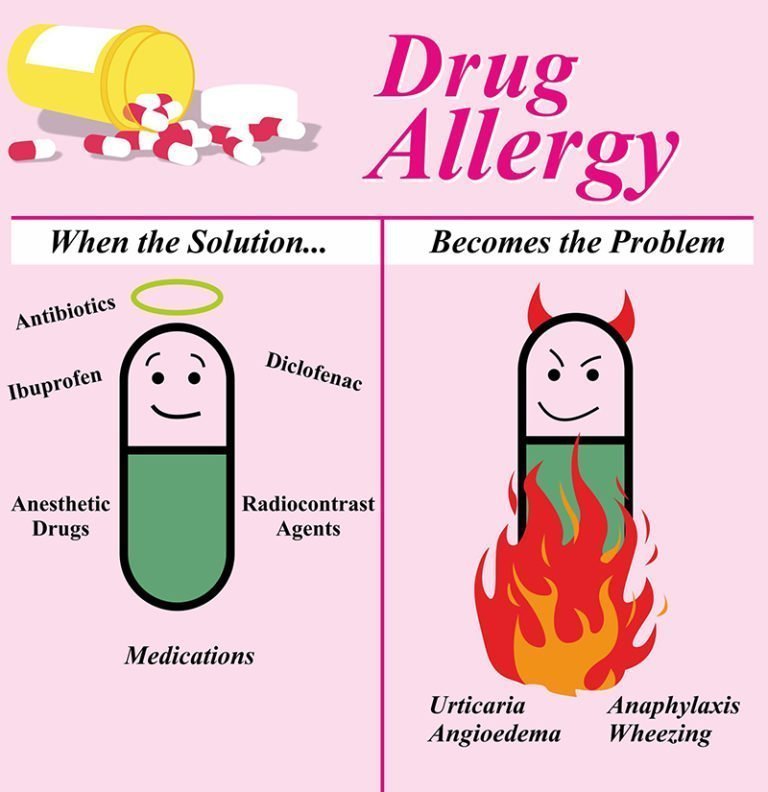 Drug
Allergy
When the Solution...
Becomes the Problem
Antibiotics
Ibuprofen
Diclofenac
Anesthetic
Drugs
Radiocontrast
Agents
Medications
Urticaria
Angioedema
Anaphylaxis
Wheezing